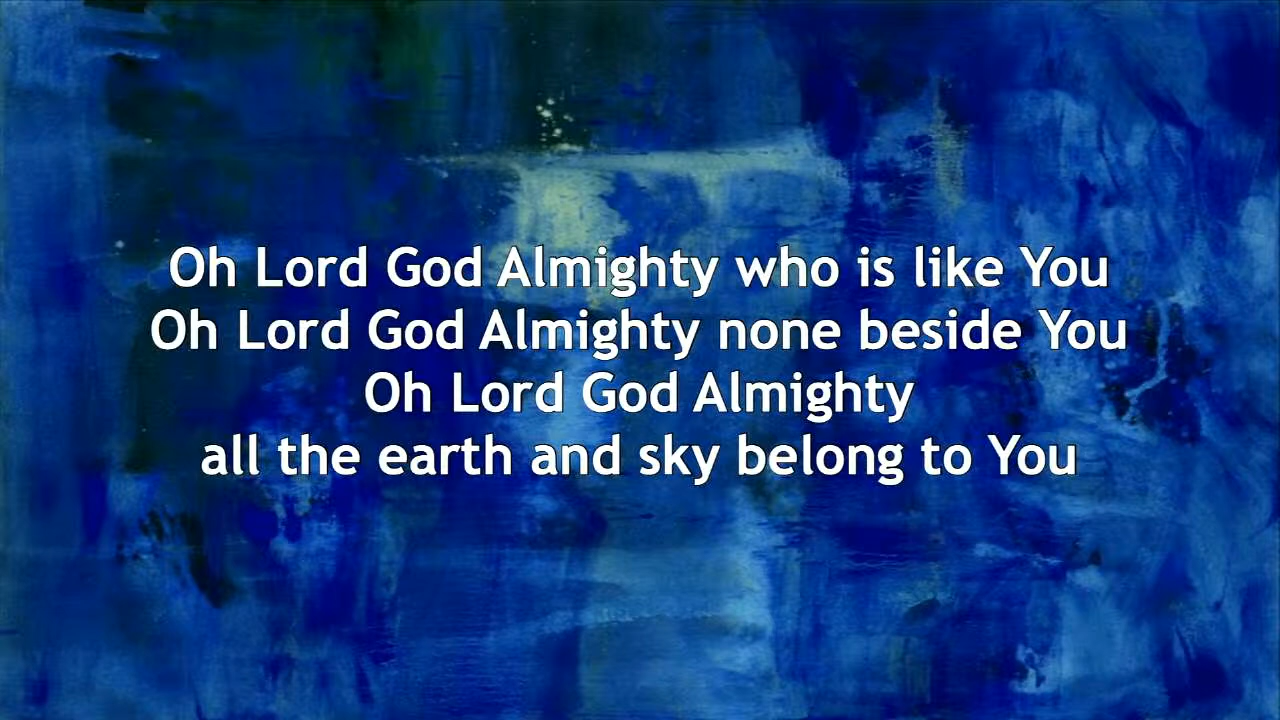 Oh Lord God Almighty who is like You
Oh Lord God Almighty none beside You
Oh Lord God Almighty
all the earth and sky belong to You